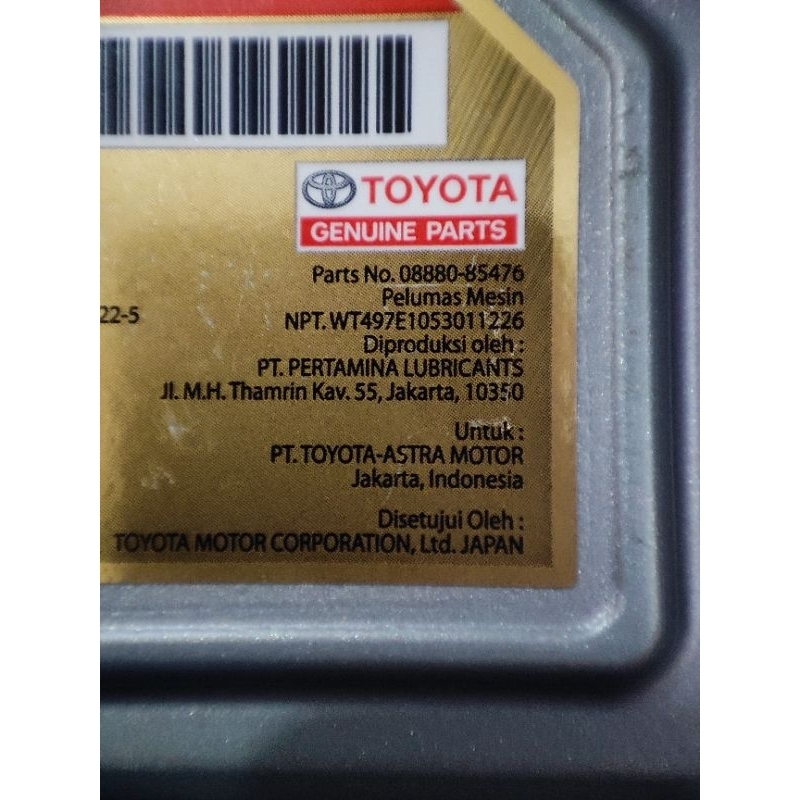 TOYOTA
GENUINE PARTS
Parts No. 08880-85476
Pelumas Mesin
22-5
NPT. WT497E1053011226
Diproduksi oleh :
PT. PERTAMINA LUBRICANTS
Jl. M.H. Thamrin Kav. 55, Jakarta, 10350
Untuk :
PT. TOYOTA-ASTRA MOTOR
Jakarta, Indonesia
Disetujui Oleh :
TOYOTA MOTOR CORPORATION, Ltd. JAPAN